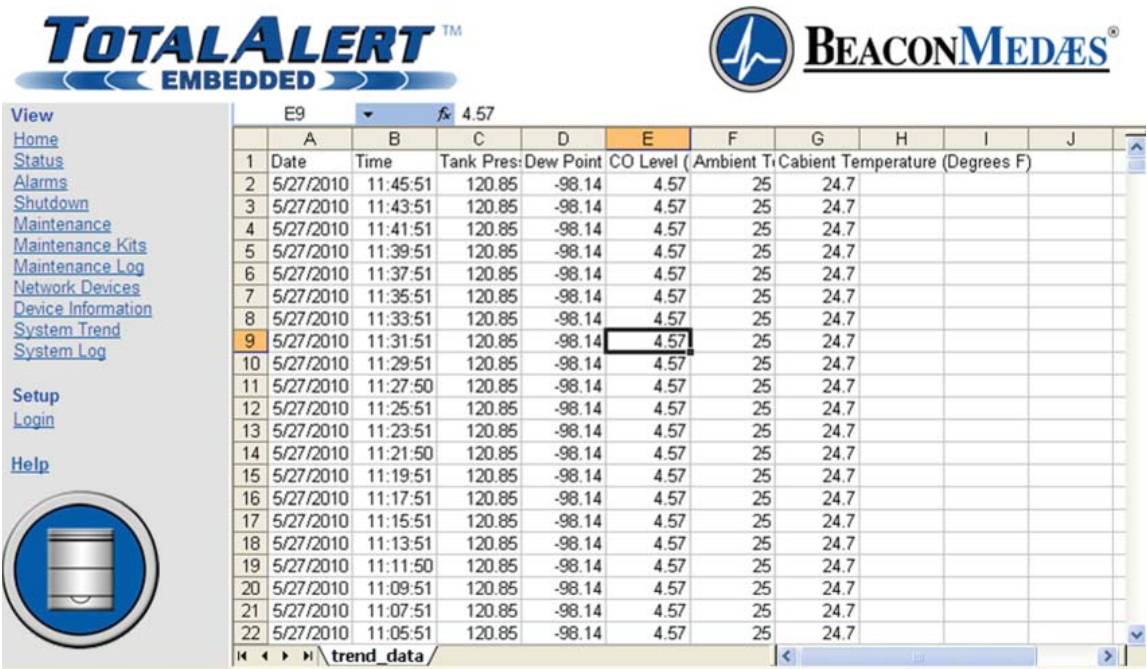 TOTALALERT™
EMBEDDED
BEACONMEDÆS®
View
Home
Status
Alarms
Shutdown
Maintenance
Maintenance Kits
Maintenance Log
Network Devices
Device Information
System Trend
System Log
Setup
Login
Help
E9 fx 4.57
A B C D E F G H I J
1 Date Time Tank Pres: Dew Point CO Level ( Ambient T Cabient Temperature (Degrees F)
2 5/27/2010 11:45:51 120.85 -98.14 4.57 25 24.7
3 5/27/2010 11:43:51 120.85 -98.14 4.57 25 24.7
4 5/27/2010 11:41:51 120.85 -98.14 4.57 25 24.7
5 5/27/2010 11:39:51 120.85 -98.14 4.57 25 24.7
6 5/27/2010 11:37:51 120.85 -98.14 4.57 25 24.7
7 5/27/2010 11:35:51 120.85 -98.14 4.57 25 24.7
8 5/27/2010 11:33:51 120.85 -98.14 4.57 25 24.7
9 5/27/2010 11:31:51 120.85 -98.14 4.57 25 24.7
10 5/27/2010 11:29:51 120.85 -98.14 4.57 25 24.7
11 5/27/2010 11:27:50 120.85 -98.14 4.57 25 24.7
12 5/27/2010 11:25:51 120.85 -98.14 4.57 25 24.7
13 5/27/2010 11:23:51 120.85 -98.14 4.57 25 24.7
14 5/27/2010 11:21:50 120.85 -98.14 4.57 25 24.7
15 5/27/2010 11:19:51 120.85 -98.14 4.57 25 24.7
16 5/27/2010 11:17:51 120.85 -98.14 4.57 25 24.7
17 5/27/2010 11:15:51 120.85 -98.14 4.57 25 24.7
18 5/27/2010 11:13:51 120.85 -98.14 4.57 25 24.7
19 5/27/2010 11:11:50 120.85 -98.14 4.57 25 24.7
20 5/27/2010 11:09:51 120.85 -98.14 4.57 25 24.7
21 5/27/2010 11:07:51 120.85 -98.14 4.57 25 24.7
22 5/27/2010 11:05:51 120.85 -98.14 4.57 25 24.7
trend_data